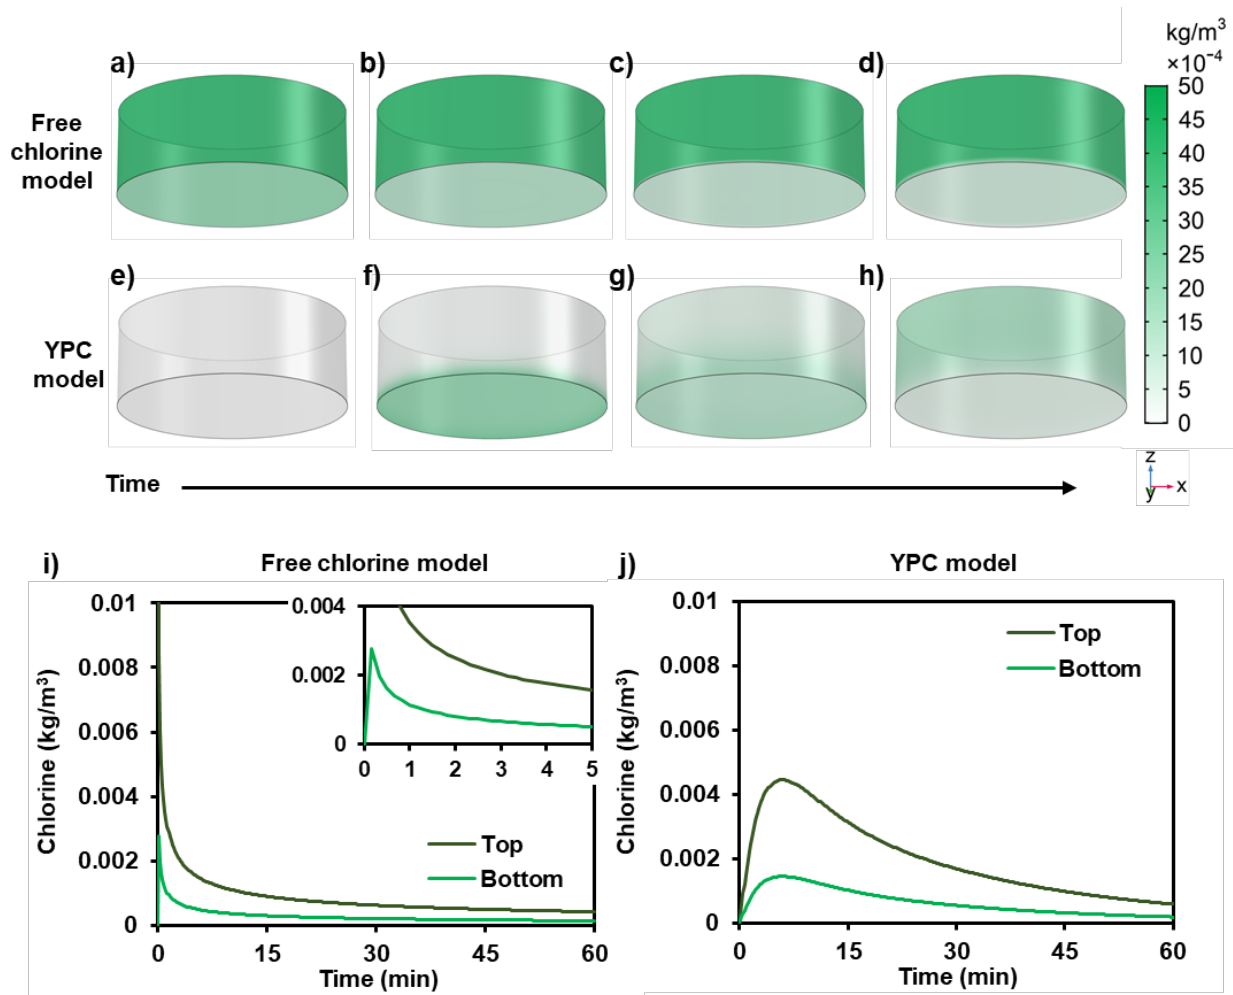 a)
b)
c)
d)
kg/m³
×10⁻⁴
Free
chlorine
model
50
45
40
35
30
25
20
15
10
5
0
e)
f)
g)
h)
YPC
model
Time
z
y
x
i)
Free chlorine model
Chlorine (kg/m³)
0.01
0.008
0.006
0.004
0.002
0
0.004
0.002
0
0 1 2 3 4 5
Top
Bottom
0 15 30 45 60
Time (min)
j)
YPC model
Chlorine (kg/m³)
0.01
0.008
0.006
0.004
0.002
0
Top
Bottom
0 15 30 45 60
Time (min)